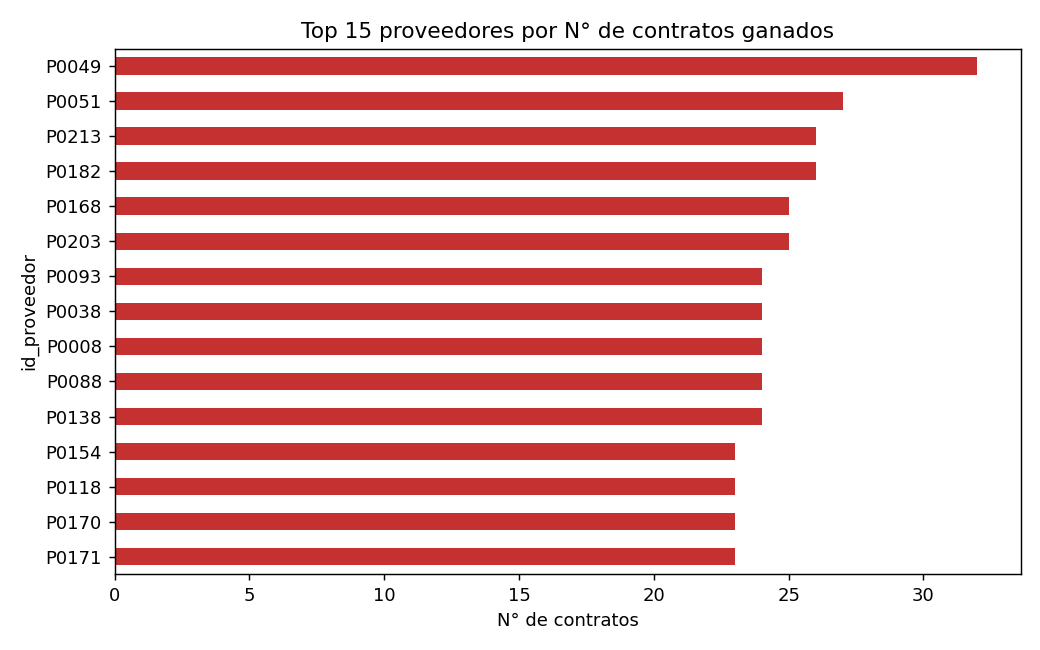 Top 15 proveedores por N° de contratos ganados
id_proveedor
P0049
P0051
P0213
P0182
P0168
P0203
P0093
P0038
P0008
P0088
P0138
P0154
P0118
P0170
P0171
0 5 10 15 20 25 30
N° de contratos